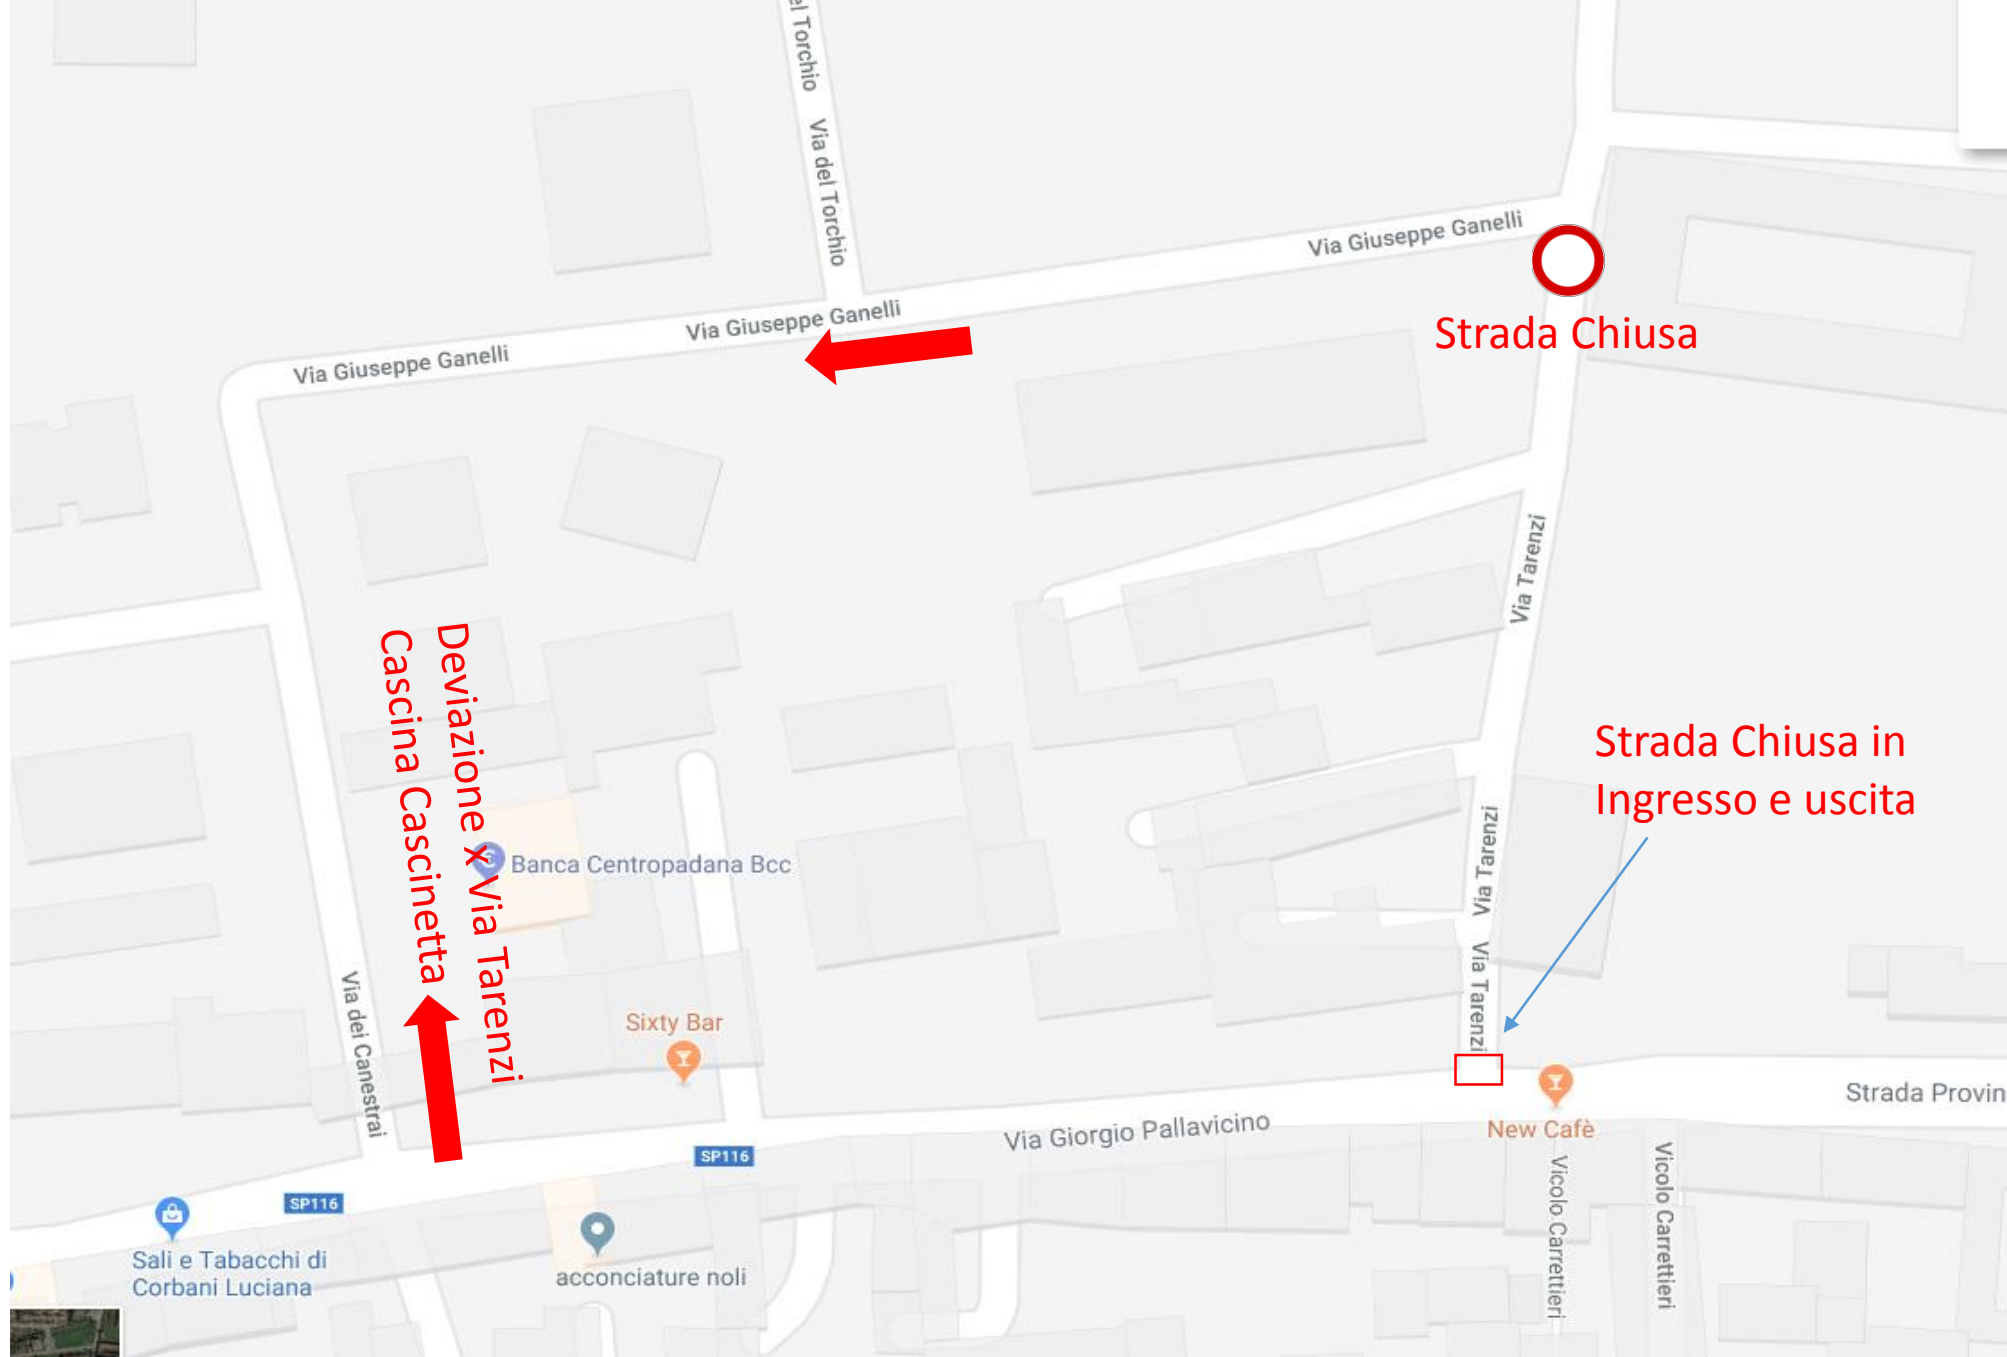 el Torchio
Via del Torchio
Via Giuseppe Ganelli
Strada Chiusa
Via Giuseppe Ganelli
Via Giuseppe Ganelli
Via Tarenzi
Deviazione x Via Tarenzi
Cascina Cascinetta
Strada Chiusa in
Ingresso e uscita
Via Tarenzi
Banca Centropadana Bcc
Via Tarenzi
Via dei Canestrai
Sixty Bar
Strada Provin
Via Giorgio Pallavicino
New Cafè
SP116
SP116
Vicolo Carrettieri
Vicolo Carrettieri
Sali e Tabacchi di
Corbani Luciana
acconciature noli